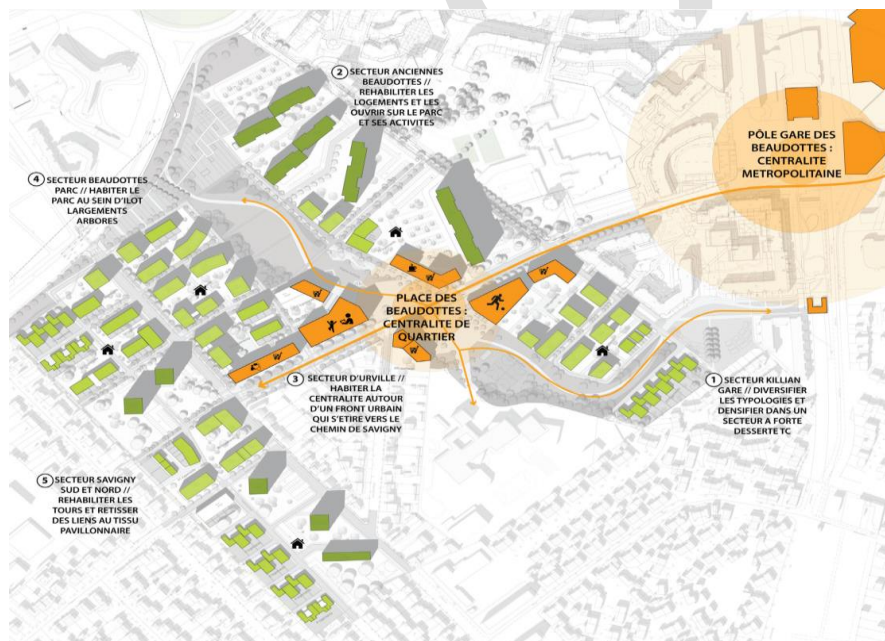 2 SECTEUR ANCIENNES
BEAUDOTTES //
REHABILITER LES
LOGEMENTS ET LES
OUVRIR SUR LE PARC
ET SES ACTIVITES
PÔLE GARE DES
BEAUDOTTES :
CENTRALITE
METROPOLITAINE
4 SECTEUR BEAUDOTTES
PARC // HABITER LE
PARC AU SEIN D'ILOT
LARGEMENTS
ARBORES
PLACE DES
BEAUDOTTES :
CENTRALITE DE
QUARTIER
3 SECTEUR D'URVILLE //
HABITER LA
CENTRALITE AUTOUR
D'UN FRONT URBAIN
QUI S'ETIRE VERS LE
CHEMIN DE SAVIGNY
1 SECTEUR KILLIAN
GARE // DIVERSIFIER
LES TYPOLOGIES ET
DENSIFIER DANS UN
SECTEUR A FORTE
DESSERTE TC
5 SECTEUR SAVIGNY
SUD ET NORD //
REHABILITER LES
TOURS ET RETISSER
DES LIENS AU TISSU
PAVILLONNAIRE